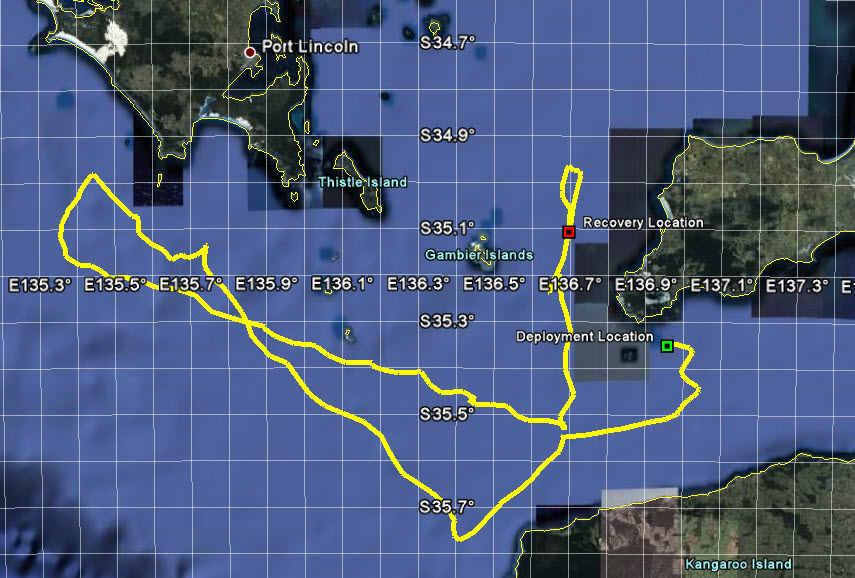 S34.7°
Port Lincoln
S34.9°
Thistle Island
Recovery Location
S35.1°
Gambier Islands
E135.3° E135.5° E135.7° E135.9° E136.1° E136.3° E136.5° E136.7° E136.9° E137.1° E137.3° E1
S35.3°
Deployment Location
S35.5°
S35.7°
Kangaroo Island